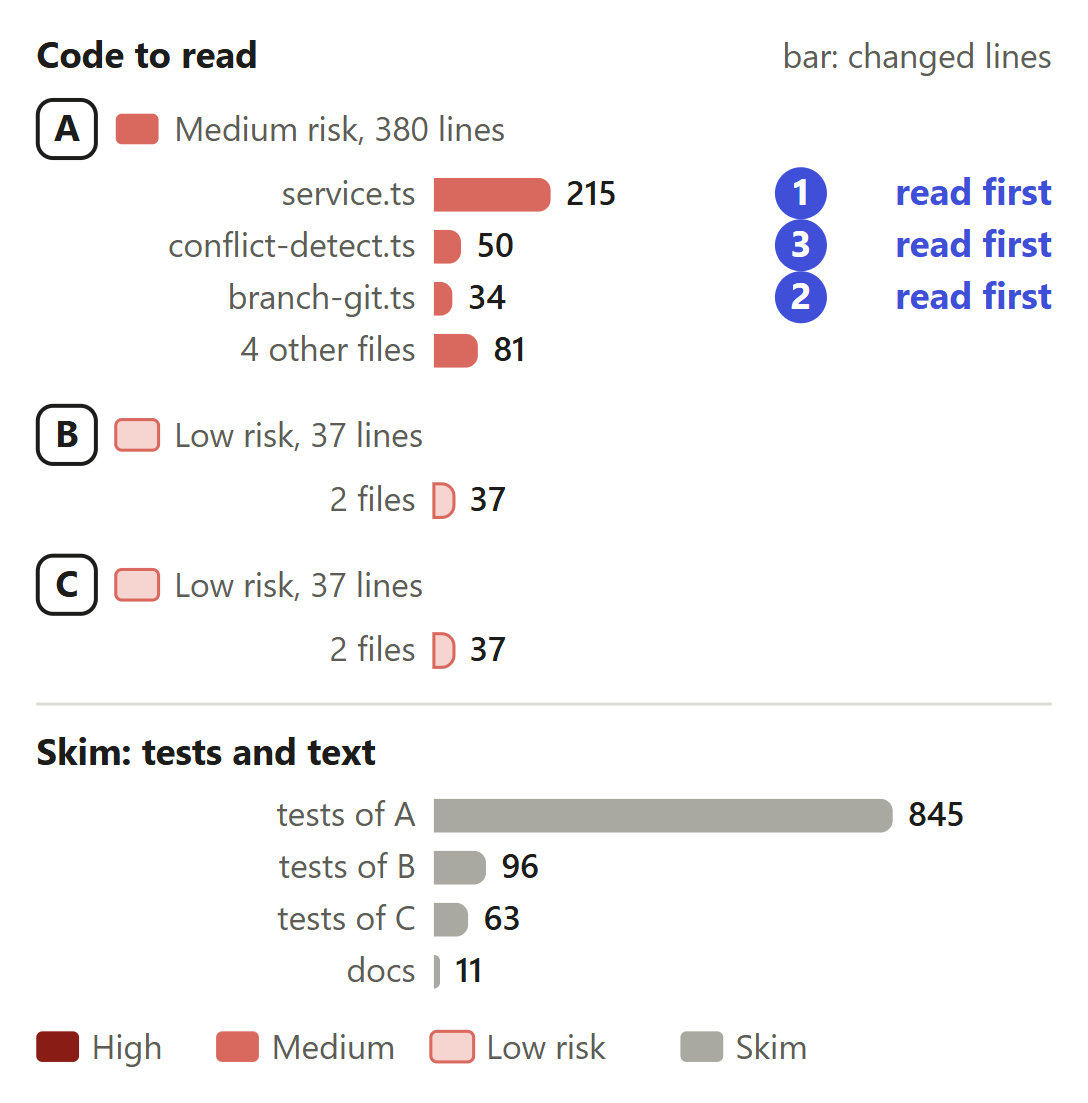 Code to read bar: changed lines
A Medium risk, 380 lines
service.ts 215 1 read first
conflict-detect.ts 50 3 read first
branch-git.ts 34 2 read first
4 other files 81
B Low risk, 37 lines
2 files 37
C Low risk, 37 lines
2 files 37
Skim: tests and text
tests of A 845
tests of B 96
tests of C 63
docs 11
High Medium Low risk Skim